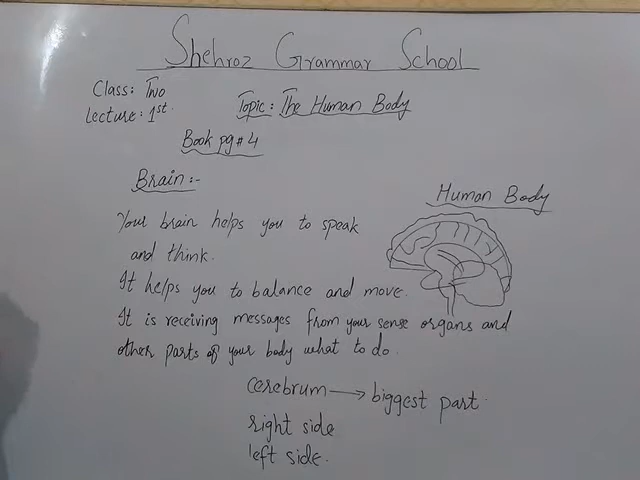 Shehroz Grammar School
Class: Two
Lecture: 1st.
Topic: The Human Body
Book pg # 4
Brain:-
Human Body
Your brain helps you to speak
and think.
It helps you to balance and move.
It is receiving messages from your sense organs and
other parts of your body what to do.
cerebrum → biggest part.
right side
left side.